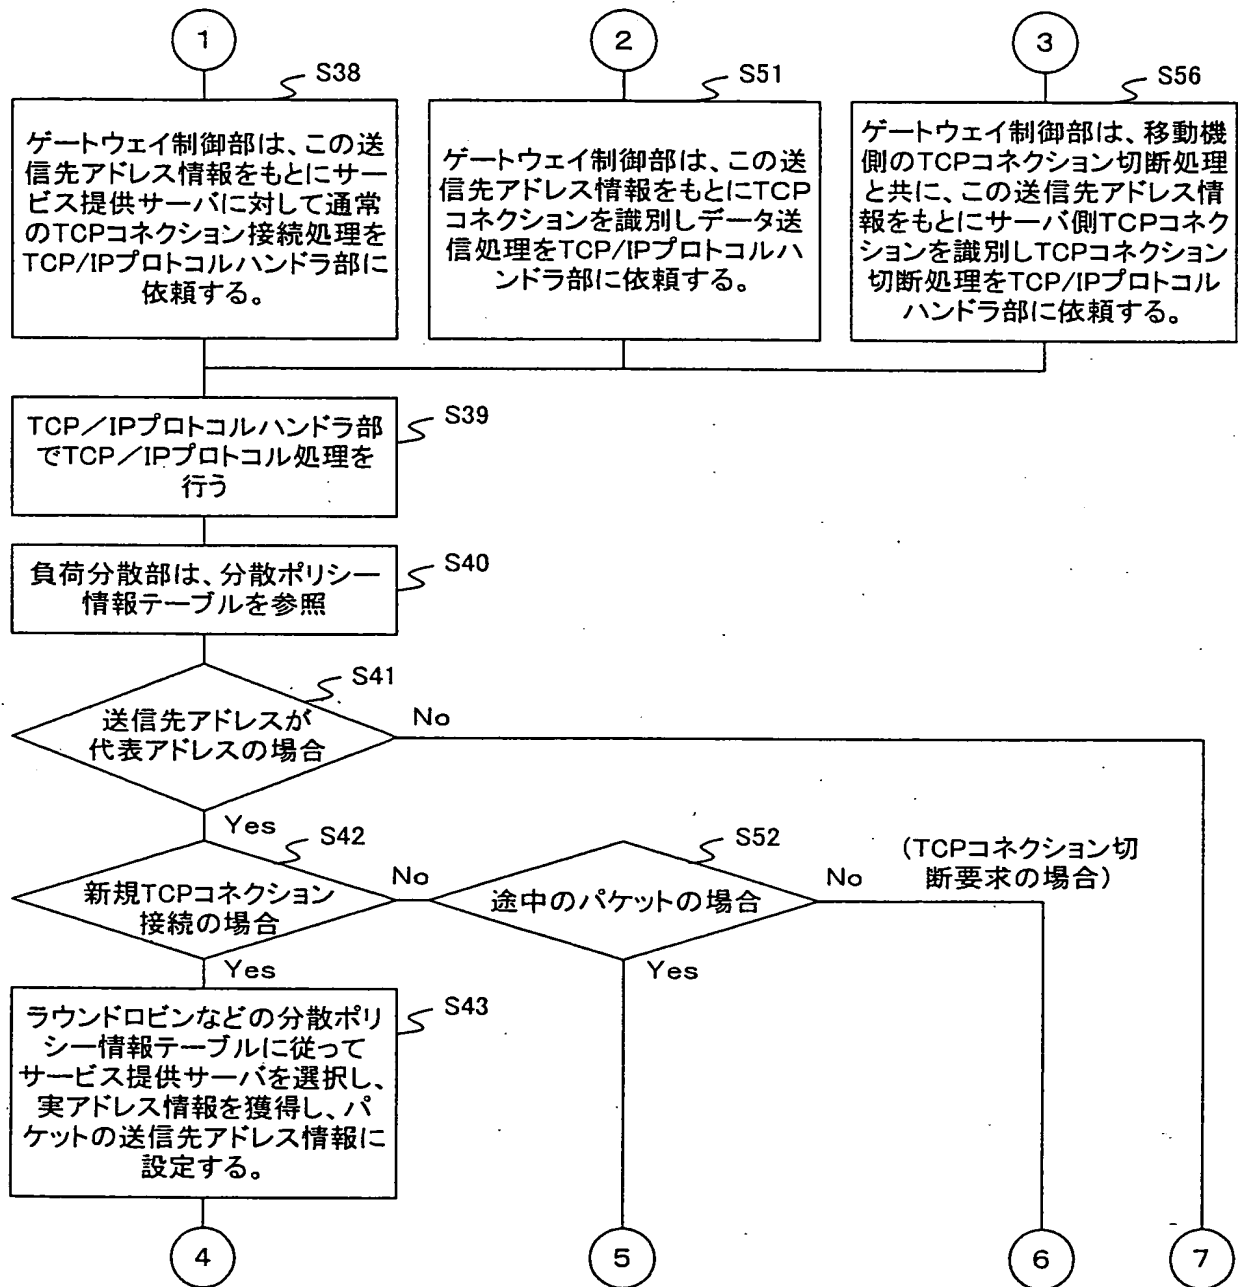 1
2
3
S38
S51
S56
ゲートウェイ制御部は、この送
信先アドレス情報をもとにサー
ビス提供サーバに対して通常
のTCPコネクション接続処理を
TCP/IPプロトコルハンドラ部に
依頼する。
ゲートウェイ制御部は、この送
信先アドレス情報をもとにTCP
コネクションを識別しデータ送
信処理をTCP/IPプロトコルハ
ンドラ部に依頼する。
ゲートウェイ制御部は、移動機
側のTCPコネクション切断処理
と共に、この送信先アドレス情
報をもとにサーバ側TCPコネク
ションを識別しTCPコネクション
切断処理をTCP/IPプロトコル
ハンドラ部に依頼する。
S39
TCP/IPプロトコルハンドラ部
でTCP/IPプロトコル処理を
行う
S40
負荷分散部は、分散ポリシー
情報テーブルを参照
S41
送信先アドレスが
代表アドレスの場合
No
Yes
S42
新規TCPコネクション
接続の場合
No
S52
途中のパケットの場合
No
(TCPコネクション切
断要求の場合)
Yes
Yes
S43
ラウンドロビンなどの分散ポリ
シー情報テーブルに従って
サービス提供サーバを選択し、
実アドレス情報を獲得し、パ
ケットの送信先アドレス情報に
設定する。
4
5
6
7